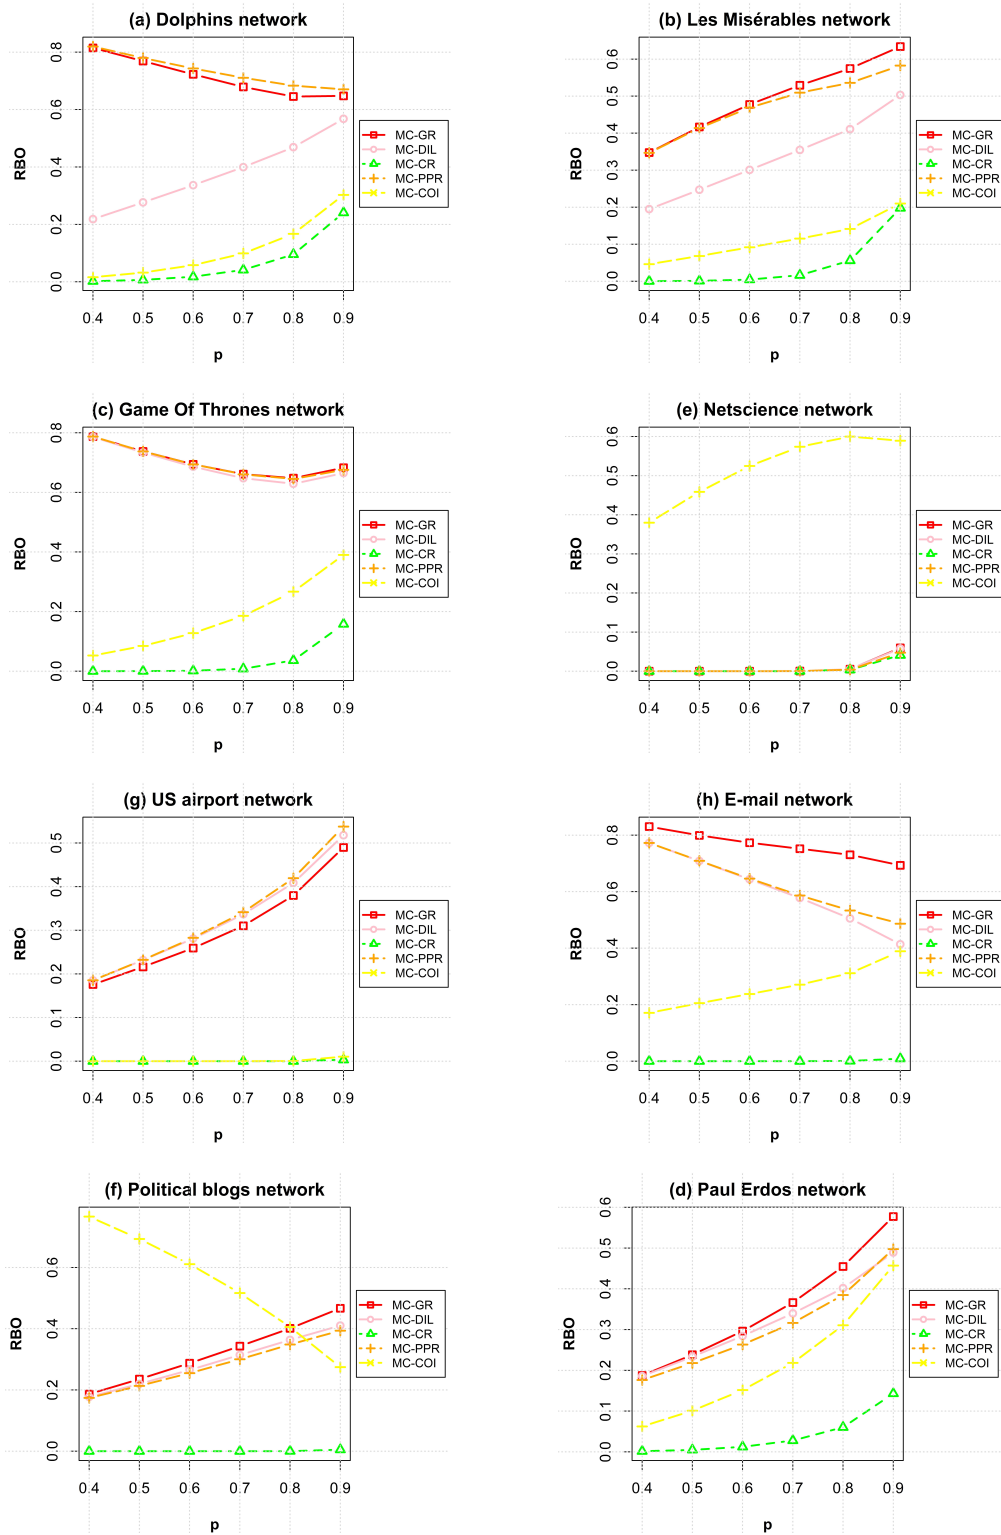 (a) Dolphins network
RBO
0.0 0.2 0.4 0.6 0.8
0.4 0.5 0.6 0.7 0.8 0.9
p
MC-GR
MC-DIL
MC-CR
MC-PPR
MC-COI
(b) Les Misérables network
RBO
0.0 0.1 0.2 0.3 0.4 0.5 0.6
0.4 0.5 0.6 0.7 0.8 0.9
p
MC-GR
MC-DIL
MC-CR
MC-PPR
MC-COI
(c) Game Of Thrones network
RBO
0.0 0.2 0.4 0.6 0.8
0.4 0.5 0.6 0.7 0.8 0.9
p
MC-GR
MC-DIL
MC-CR
MC-PPR
MC-COI
(e) Netscience network
RBO
0.0 0.1 0.2 0.3 0.4 0.5 0.6
0.4 0.5 0.6 0.7 0.8 0.9
p
MC-GR
MC-DIL
MC-CR
MC-PPR
MC-COI
(g) US airport network
RBO
0.0 0.1 0.2 0.3 0.4 0.5
0.4 0.5 0.6 0.7 0.8 0.9
p
MC-GR
MC-DIL
MC-CR
MC-PPR
MC-COI
(h) E-mail network
RBO
0.0 0.2 0.4 0.6 0.8
0.4 0.5 0.6 0.7 0.8 0.9
p
MC-GR
MC-DIL
MC-CR
MC-PPR
MC-COI
(f) Political blogs network
RBO
0.0 0.2 0.4 0.6
0.4 0.5 0.6 0.7 0.8 0.9
p
MC-GR
MC-DIL
MC-CR
MC-PPR
MC-COI
(d) Paul Erdos network
RBO
0.0 0.1 0.2 0.3 0.4 0.5 0.6
0.4 0.5 0.6 0.7 0.8 0.9
p
MC-GR
MC-DIL
MC-CR
MC-PPR
MC-COI